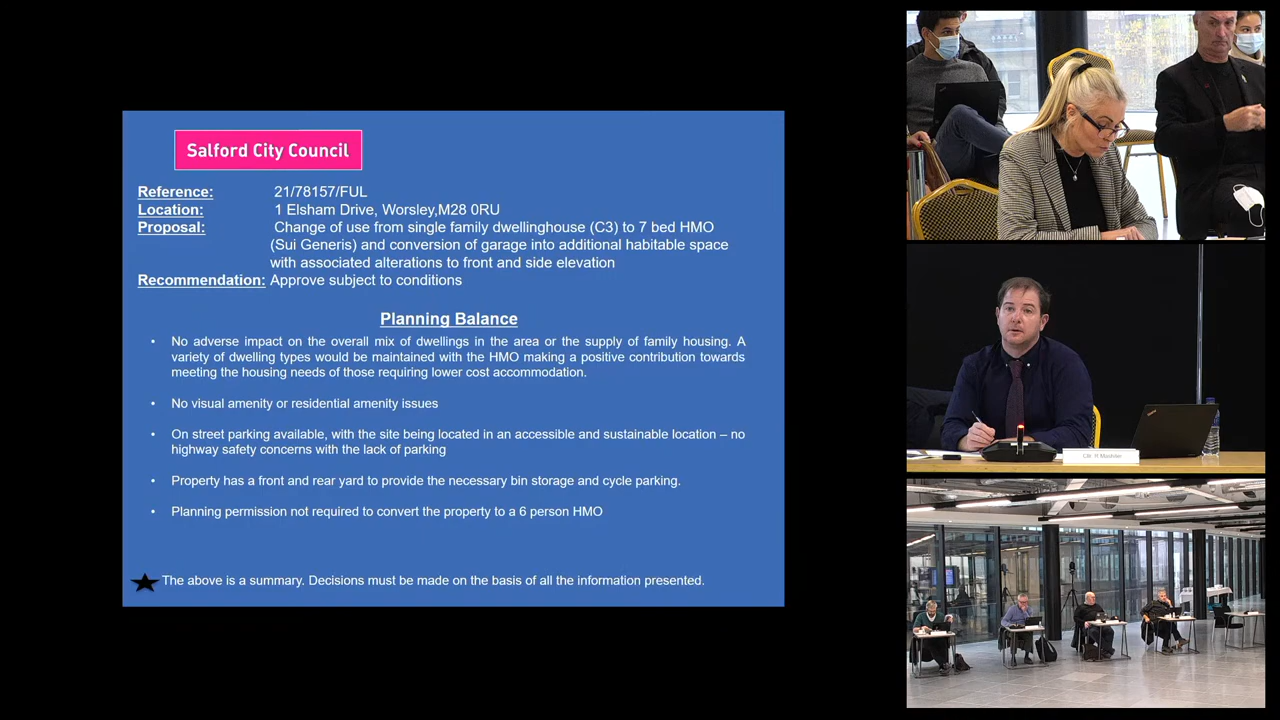 Salford City Council
Reference: 21/78157/FUL
Location: 1 Elsham Drive, Worsley,M28 0RU
Proposal: Change of use from single family dwellinghouse (C3) to 7 bed HMO
(Sui Generis) and conversion of garage into additional habitable space
with associated alterations to front and side elevation
Recommendation: Approve subject to conditions
Planning Balance
• No adverse impact on the overall mix of dwellings in the area or the supply of family housing. A
variety of dwelling types would be maintained with the HMO making a positive contribution towards
meeting the housing needs of those requiring lower cost accommodation.
• No visual amenity or residential amenity issues
• On street parking available, with the site being located in an accessible and sustainable location – no
highway safety concerns with the lack of parking
• Property has a front and rear yard to provide the necessary bin storage and cycle parking.
• Planning permission not required to convert the property to a 6 person HMO
The above is a summary. Decisions must be made on the basis of all the information presented.